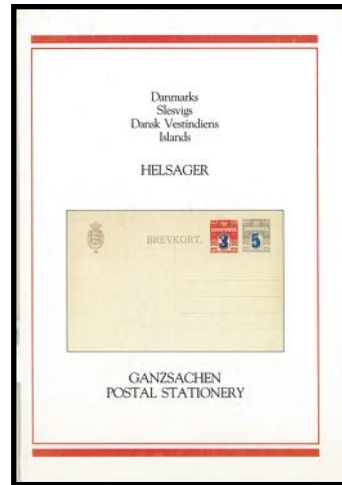 Danmarks
Slesvigs
Dansk Vestindiens
Islands
HELSAGER
BREVKORT.
3 5
GANZSACHEN
POSTAL STATIONERY